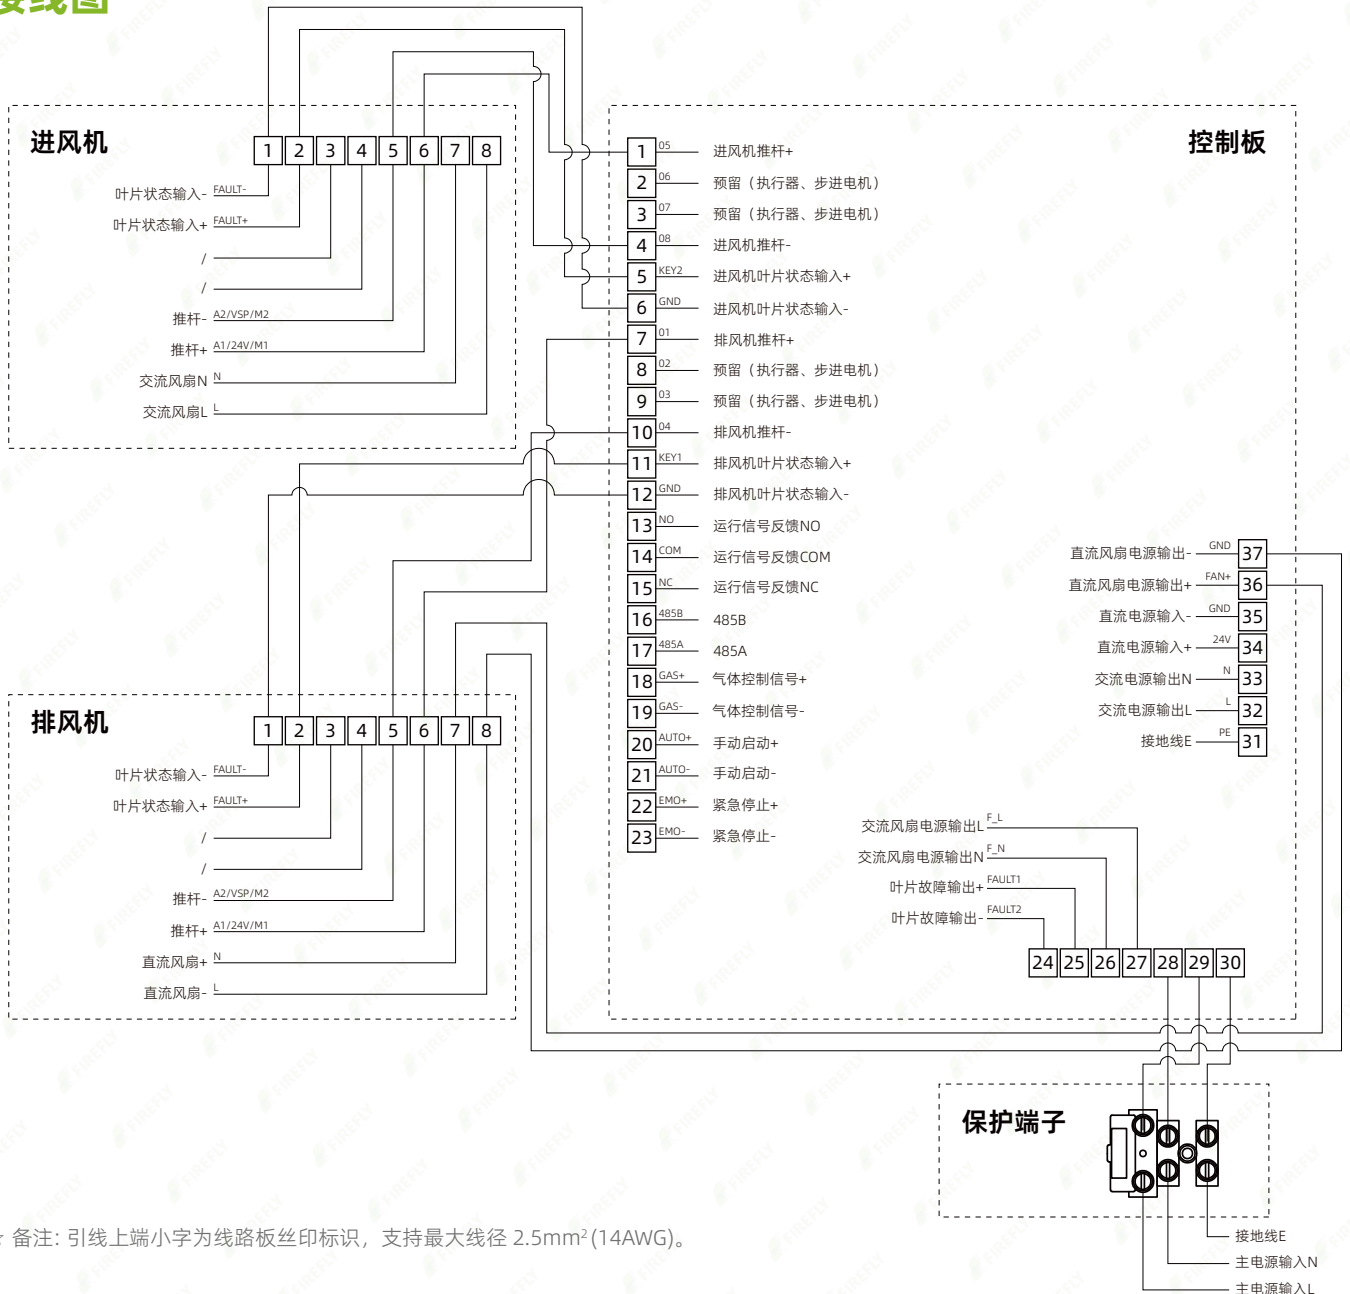 接线图
进风机
1 2 3 4 5 6 7 8
叶片状态输入- FAULT-
叶片状态输入+ FAULT+
/
/
推杆- A2/VSP/M2
推杆+ A1/24V/M1
交流风扇N N
交流风扇L L
排风机
1 2 3 4 5 6 7 8
叶片状态输入- FAULT-
叶片状态输入+ FAULT+
/
/
推杆- A2/VSP/M2
推杆+ A1/24V/M1
直流风扇+ N
直流风扇- L
控制板
1 05 进风机推杆+
2 06 预留（执行器、步进电机）
3 07 预留（执行器、步进电机）
4 08 进风机推杆-
5 KEY2 进风机叶片状态输入+
6 GND 进风机叶片状态输入-
7 01 排风机推杆+
8 02 预留（执行器、步进电机）
9 03 预留（执行器、步进电机）
10 04 排风机推杆-
11 KEY1 排风机叶片状态输入+
12 GND 排风机叶片状态输入-
13 NO 运行信号反馈NO
14 COM 运行信号反馈COM
15 NC 运行信号反馈NC
16 485B 485B
17 485A 485A
18 GAS+ 气体控制信号+
19 GAS- 气体控制信号-
20 AUTO+ 手动启动+
21 AUTO- 手动启动-
22 EMO+ 紧急停止+
23 EMO- 紧急停止-
直流风扇电源输出- GND 37
直流风扇电源输出+ FAN+ 36
直流电源输入- GND 35
直流电源输入+ 24V 34
交流电源输出N N 33
交流电源输出L L 32
接地线E PE 31
交流风扇电源输出L F_L
交流风扇电源输出N F_N
叶片故障输出+ FAULT1
叶片故障输出- FAULT2
24 25 26 27 28 29 30
保护端子
接地线E
主电源输入N
主电源输入L
备注: 引线上端小字为线路板丝印标识，支持最大线径 2.5mm²(14AWG)。
FIREFLY